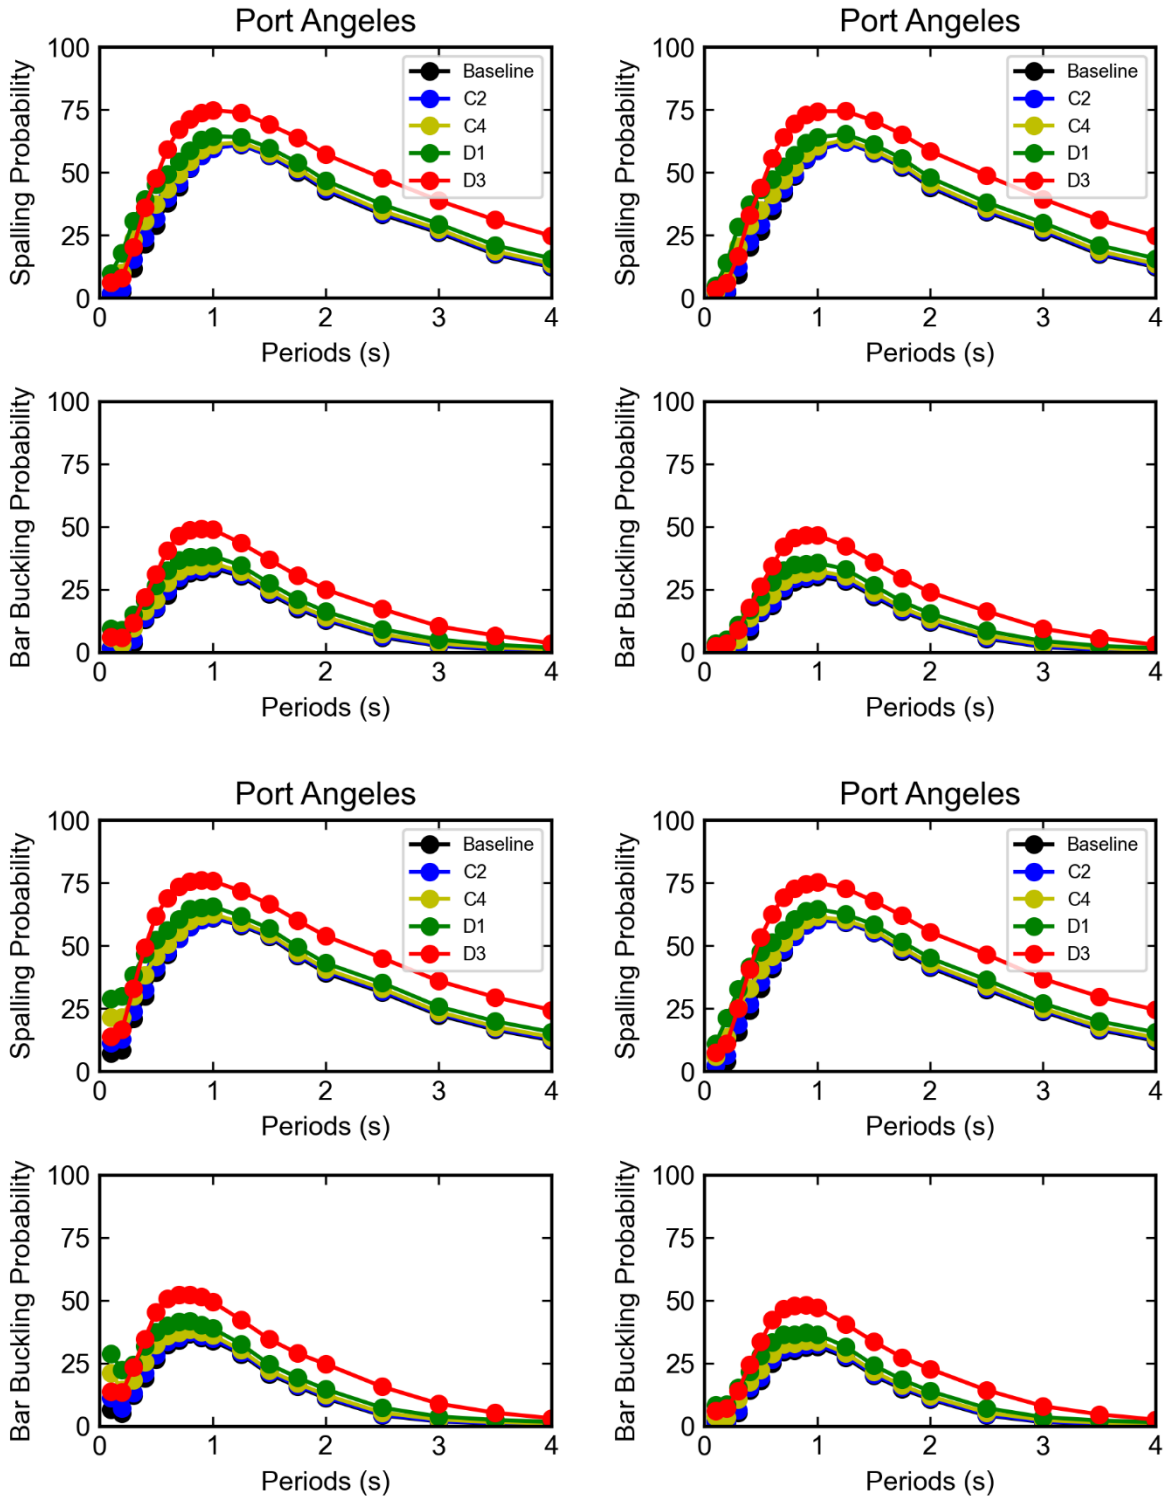 Port Angeles
Spalling Probability
100
75
50
25
0
Baseline
C2
C4
D1
D3
0 1 2 3 4
Periods (s)
Port Angeles
Spalling Probability
100
75
50
25
0
Baseline
C2
C4
D1
D3
0 1 2 3 4
Periods (s)
Bar Buckling Probability
100
75
50
25
0
0 1 2 3 4
Periods (s)
Bar Buckling Probability
100
75
50
25
0
0 1 2 3 4
Periods (s)
Port Angeles
Spalling Probability
100
75
50
25
0
Baseline
C2
C4
D1
D3
0 1 2 3 4
Periods (s)
Port Angeles
Spalling Probability
100
75
50
25
0
Baseline
C2
C4
D1
D3
0 1 2 3 4
Periods (s)
Bar Buckling Probability
100
75
50
25
0
0 1 2 3 4
Periods (s)
Bar Buckling Probability
100
75
50
25
0
0 1 2 3 4
Periods (s)